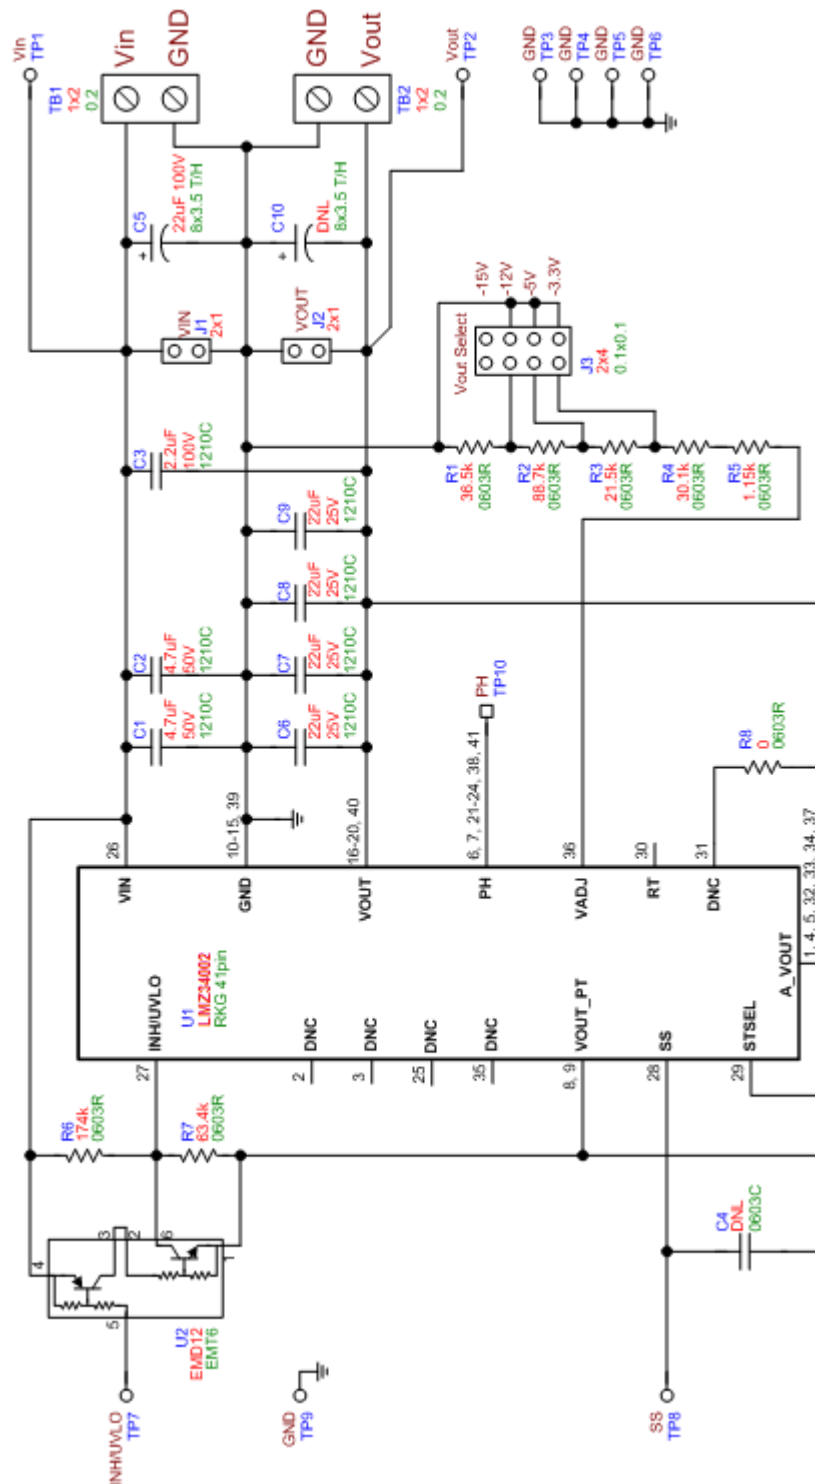 Vin
TP1
TB1
1x2
0.2
Vin
GND
GND
Vout
TB2
1x2
0.2
Vout
TP2
GND
TP3
GND
TP4
GND
TP5
GND
TP6
+
C5
22uF 100V
8x3.5 T/H
+
C10
DNL
8x3.5 T/H
VIN
J1
2x1
VOUT
J2
2x1
Vout Select
-15V
-12V
-5V
-3.3V
J3
2x4
0.1x0.1
C3
2.2uF
100V
1210C
C9
22uF
25V
1210C
C8
22uF
25V
1210C
C2
4.7uF
50V
1210C
C7
22uF
25V
1210C
C1
4.7uF
50V
1210C
C6
22uF
25V
1210C
R1
36.5k
0603R
R2
88.7k
0603R
R3
21.5k
0603R
R4
30.1k
0603R
R5
1.15k
0603R
PH
TP10
R8
0
0603R
26
10-15, 39
16-20, 40
6, 7, 21-24, 38, 41
36
30
31
1, 4, 5, 32, 33, 34, 37
VIN
GND
VOUT
PH
VADJ
RT
DNC
A_VOUT
U1
LMZ34002
RKG 41pin
INH/UVLO
DNC
DNC
DNC
DNC
VOUT_PT
SS
STSEL
27
2
3
25
35
8, 9
28
29
R6
174k
0603R
R7
63.4k
0603R
4
3
2
6
1
5
U2
EMD12
EMT6
C4
DNL
0603C
INH/UVLO
TP7
GND
TP9
SS
TP8